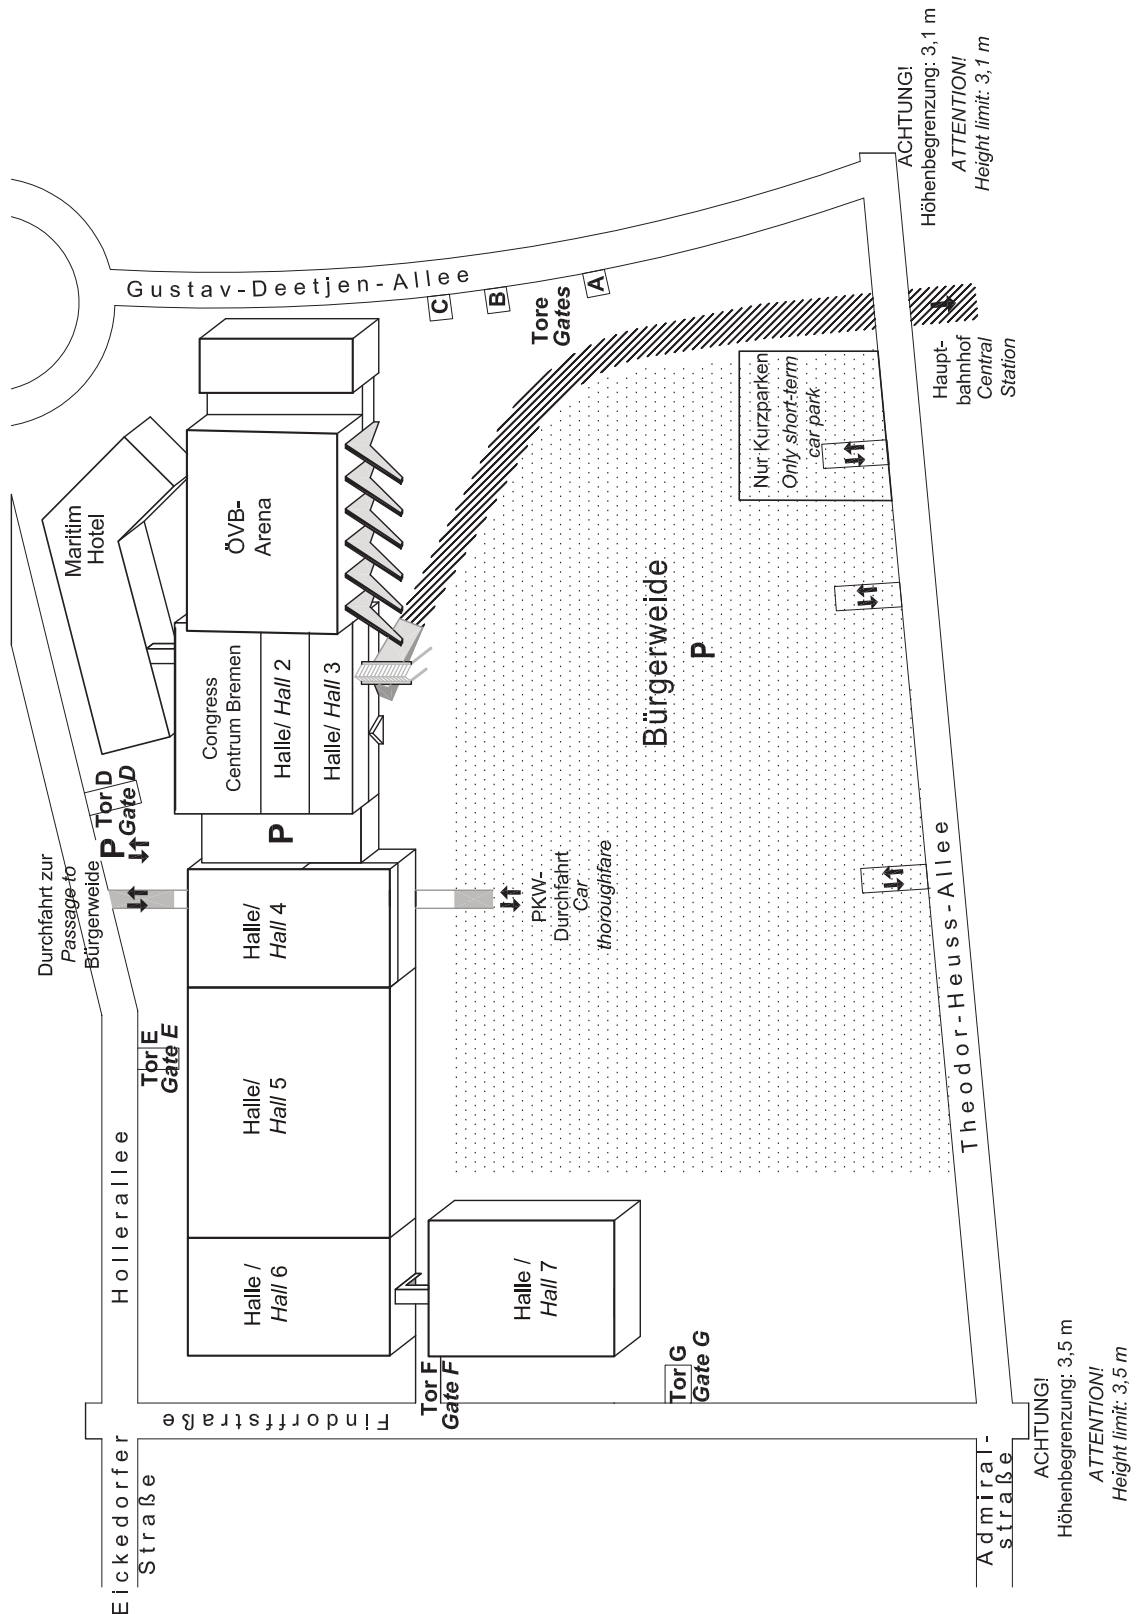 Eickedorfer
Straße
Hollerallee
Durchfahrt zur
Passage to
Bürgerweide
P
Tor D
Gate D
Maritim
Hotel
Gustav-Deetjen-Allee
Findorffstraße
Tor E
Gate E
Halle /
Hall 6
Halle/
Hall 5
Halle/
Hall 4
P
Congress
Centrum Bremen
Halle/ Hall 2
Halle/ Hall 3
ÖVB-
Arena
Tor F
Gate F
Halle /
Hall 7
PKW-
Durchfahrt
Car
thoroughfare
C
B
A
Tore
Gates
Tor G
Gate G
Bürgerweide
P
Nur Kurzparken
Only short-term
car park
Theodor-Heuss-Allee
Haupt-
bahnhof
Central
Station
ACHTUNG!
Höhenbegrenzung: 3,1 m
ATTENTION!
Height limit: 3,1 m
Admiral-
straße
ACHTUNG!
Höhenbegrenzung: 3,5 m
ATTENTION!
Height limit: 3,5 m